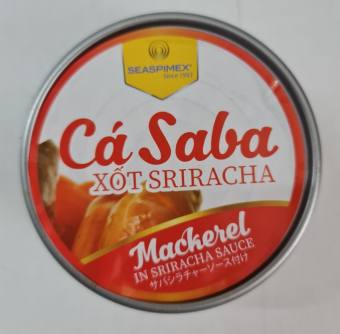 SEASPIMEX®
Since 1951
Cá Saba
XỐT SRIRACHA
Mackerel
IN SRIRACHA SAUCE
サバシラチャーソース付け